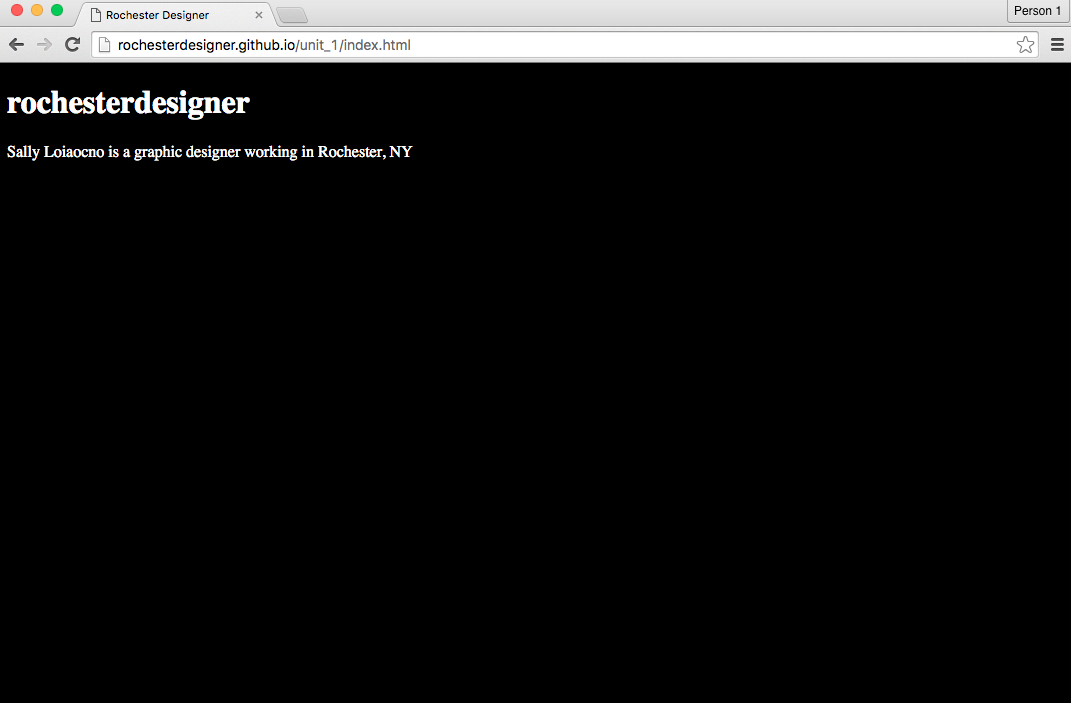 Rochester Designer
Person 1
rochesterdesigner.github.io/unit_1/index.html
rochesterdesigner
Sally Loiaocno is a graphic designer working in Rochester, NY